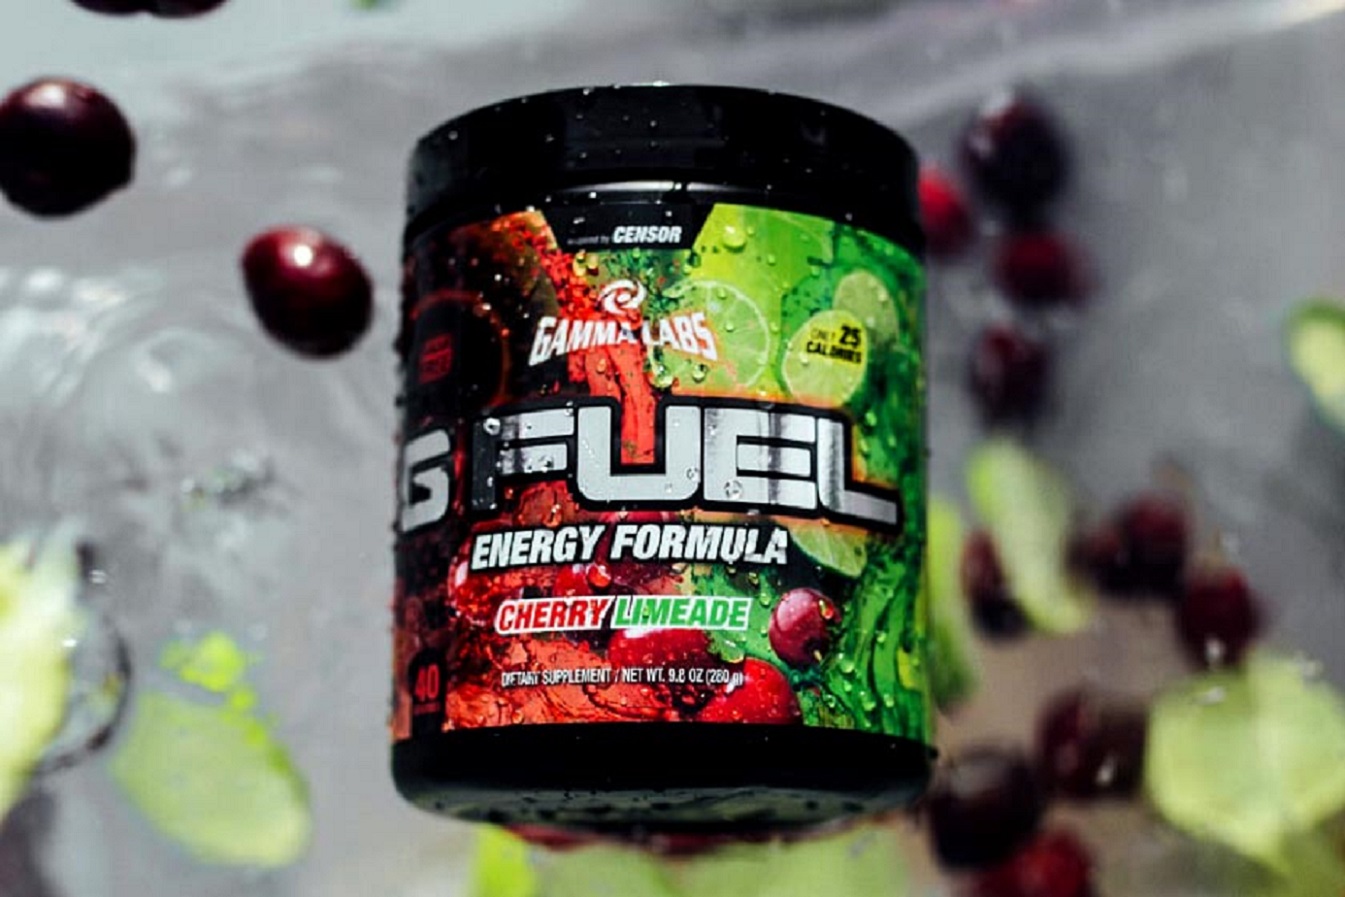 CENSOR
GAMMA LABS
ONLY 25
CALORIES
G FUEL
ENERGY FORMULA
CHERRY LIMEADE
40
DIETARY SUPPLEMENT / NET WT. 9.8 OZ (280 g)